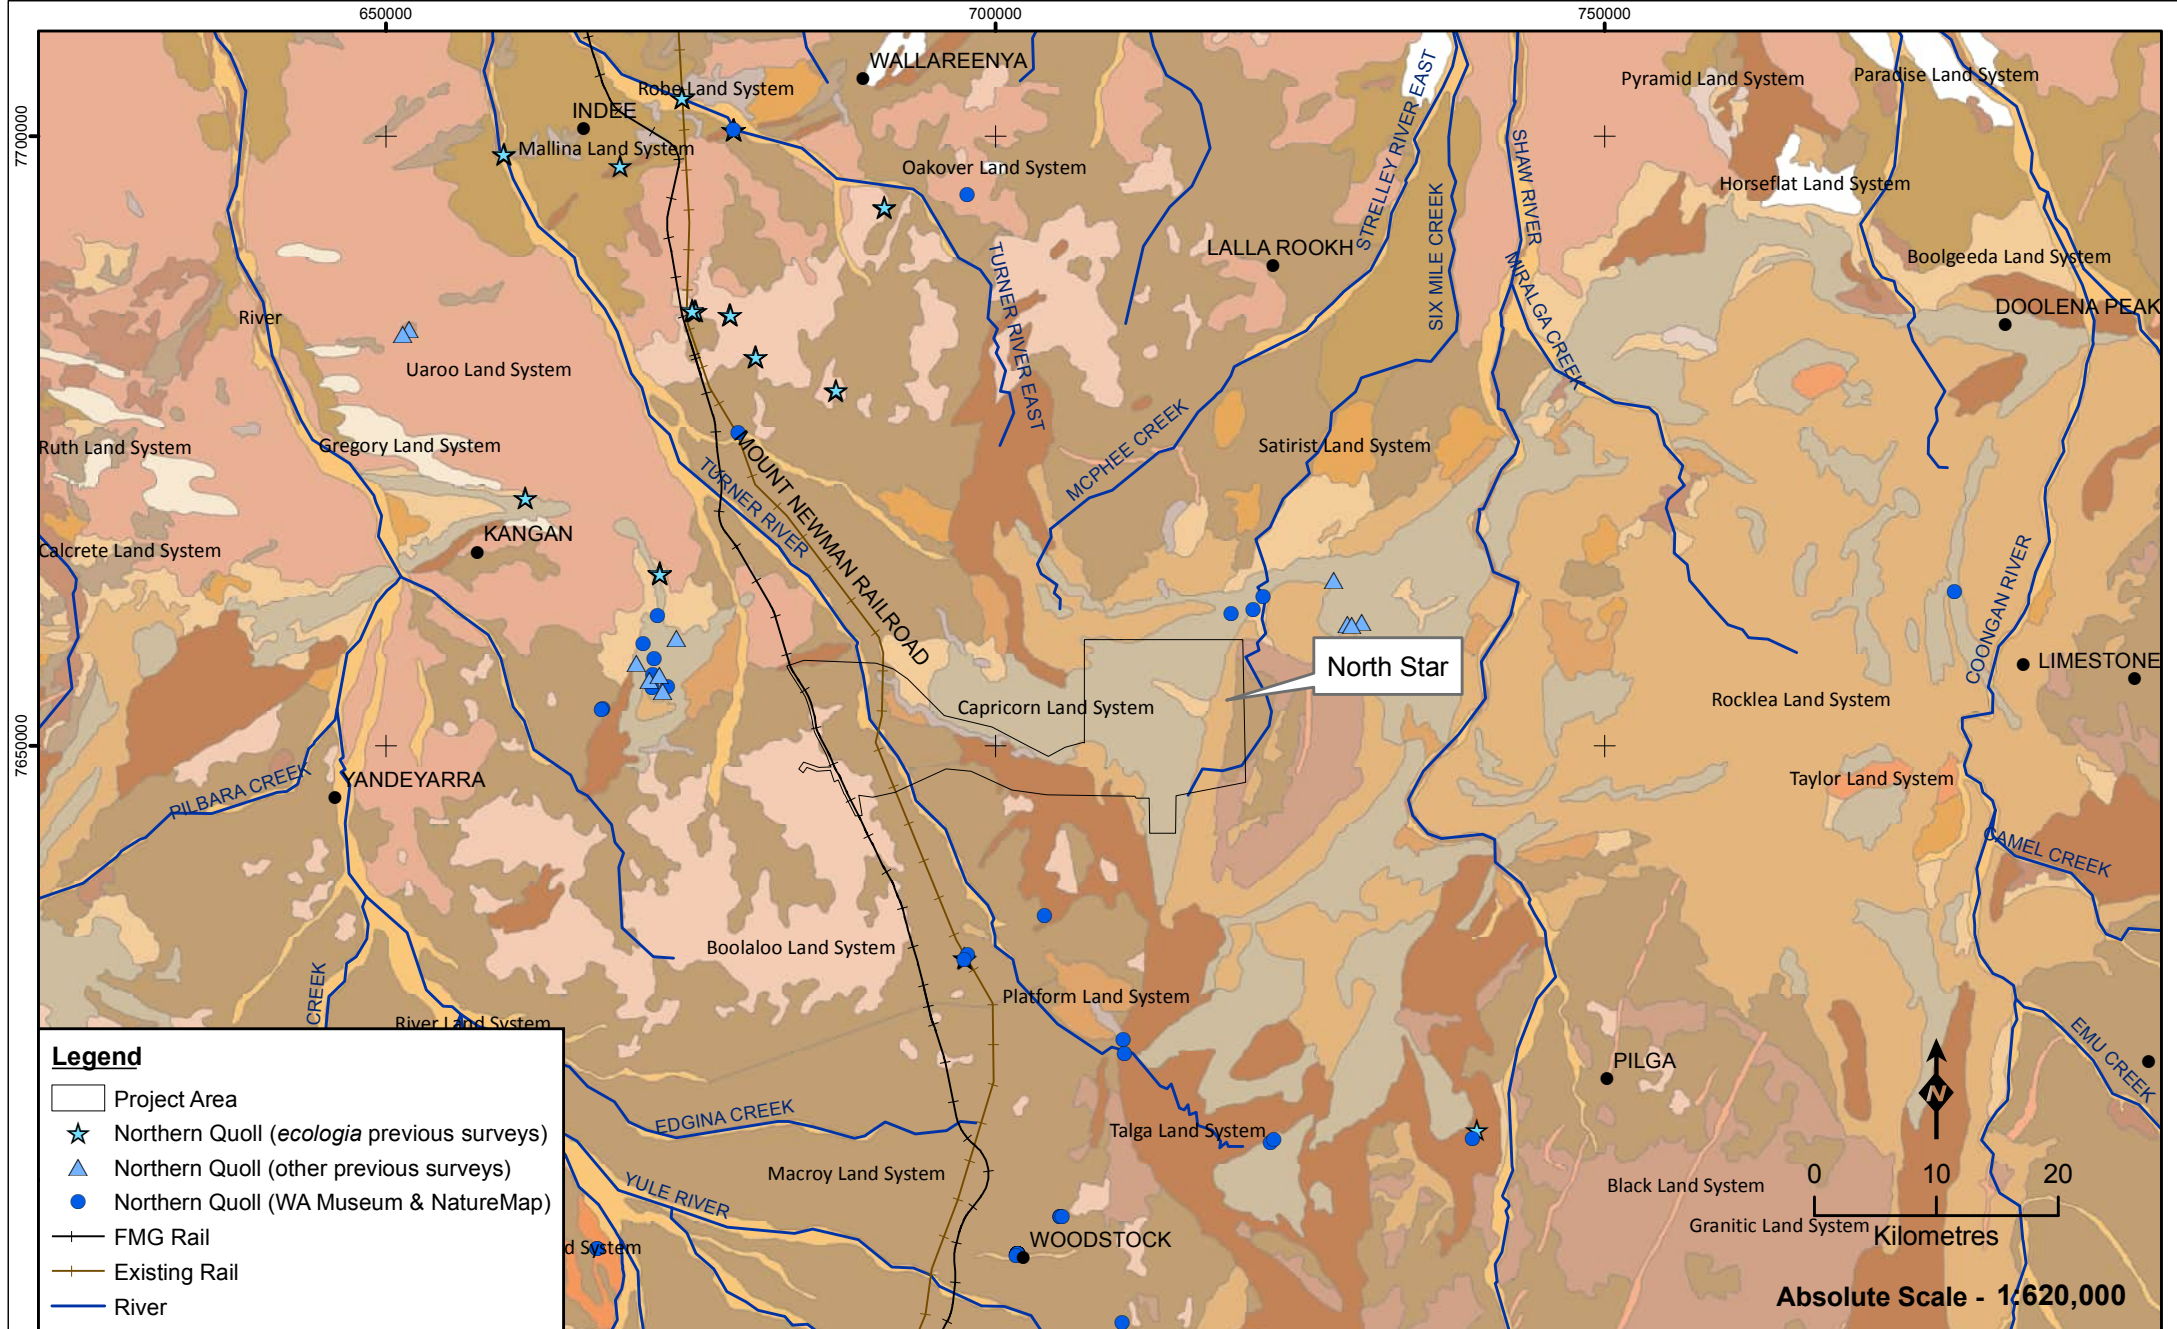 650000
700000
750000
7700000
7650000
WALLAREENYA
Robe Land System
INDEE
Mallina Land System
Oakover Land System
STRELLEY RIVER EAST
SHAW RIVER
Pyramid Land System
Paradise Land System
Horseflat Land System
SIX MILE CREEK
LALLA ROOKH
MIRALGA CREEK
Boolgeeda Land System
DOOLENA PEAK
River
Uaroo Land System
TURNER RIVER EAST
Ruth Land System
Gregory Land System
MCPHEE CREEK
Satirist Land System
MOUNT NEWMAN RAILROAD
TURNER RIVER
KANGAN
Calcrete Land System
COONGAN RIVER
North Star
LIMESTONE
Capricorn Land System
Rocklea Land System
PILBARA CREEK
YANDEYARRA
Taylor Land System
CAMEL CREEK
Boolaloo Land System
CREEK
River Land System
Platform Land System
EMU CREEK
PILGA
EDGINA CREEK
Talga Land System
Macroy Land System
YULE RIVER
Black Land System
Granitic Land System
WOODSTOCK
d System
Legend
Project Area
Northern Quoll (ecologia previous surveys)
Northern Quoll (other previous surveys)
Northern Quoll (WA Museum & NatureMap)
FMG Rail
Existing Rail
River
N
0 10 20
Kilometres
Absolute Scale - 1:620,000